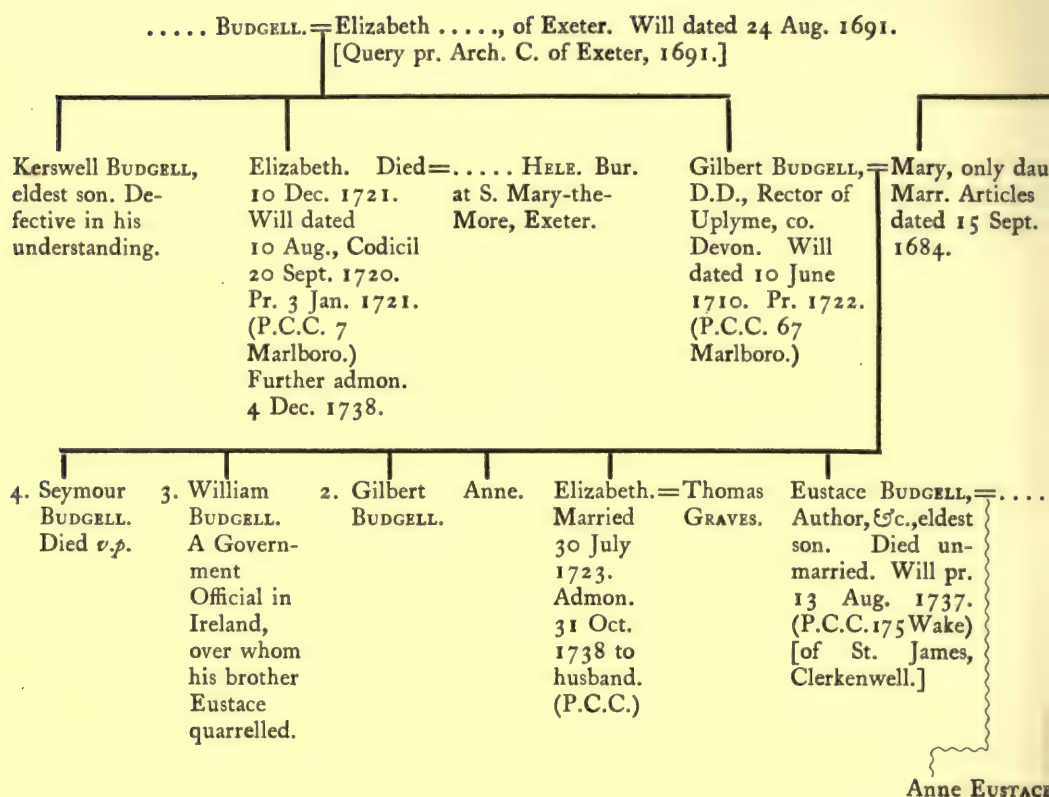 ..... BUDGELL.=Elizabeth ....., of Exeter. Will dated 24 Aug. 1691.
[Query pr. Arch. C. of Exeter, 1691.]
Kerswell BUDGELL,
eldest son. De-
fective in his
understanding.
Elizabeth. Died=..... HELE. Bur.
10 Dec. 1721. at S. Mary-the-
Will dated More, Exeter.
10 Aug., Codicil
20 Sept. 1720.
Pr. 3 Jan. 1721.
(P.C.C. 7
Marlboro.)
Further admon.
4 Dec. 1738.
Gilbert BUDGELL,=Mary, only dau
D.D., Rector of Marr. Articles
Uplyme, co. dated 15 Sept.
Devon. Will 1684.
dated 10 June
1710. Pr. 1722.
(P.C.C. 67
Marlboro.)
4. Seymour
BUDGELL.
Died v.p.
3. William
BUDGELL.
A Govern-
ment
Official in
Ireland,
over whom
his brother
Eustace
quarrelled.
2. Gilbert
BUDGELL.
Anne.
Elizabeth.=Thomas
Married GRAVES.
30 July
1723.
Admon.
31 Oct.
1738 to
husband.
(P.C.C.)
Eustace BUDGELL,=....
Author, &c., eldest
son. Died un-
married. Will pr.
13 Aug. 1737.
(P.C.C. 175 Wake)
[of St. James,
Clerkenwell.]
Anne EUSTACE